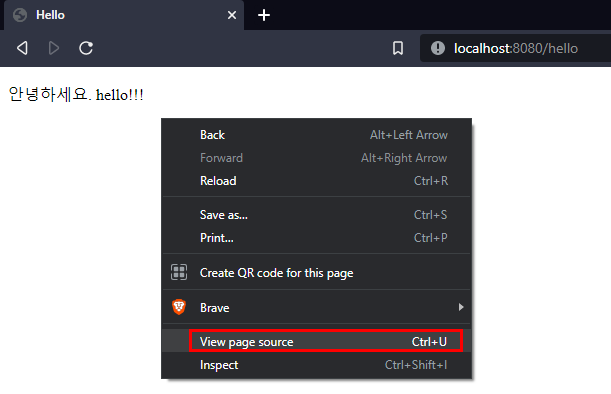 Hello
localhost:8080/hello
안녕하세요. hello!!!
Back Alt+Left Arrow
Forward Alt+Right Arrow
Reload Ctrl+R
Save as... Ctrl+S
Print... Ctrl+P
Create QR code for this page
Brave
View page source Ctrl+U
Inspect Ctrl+Shift+I